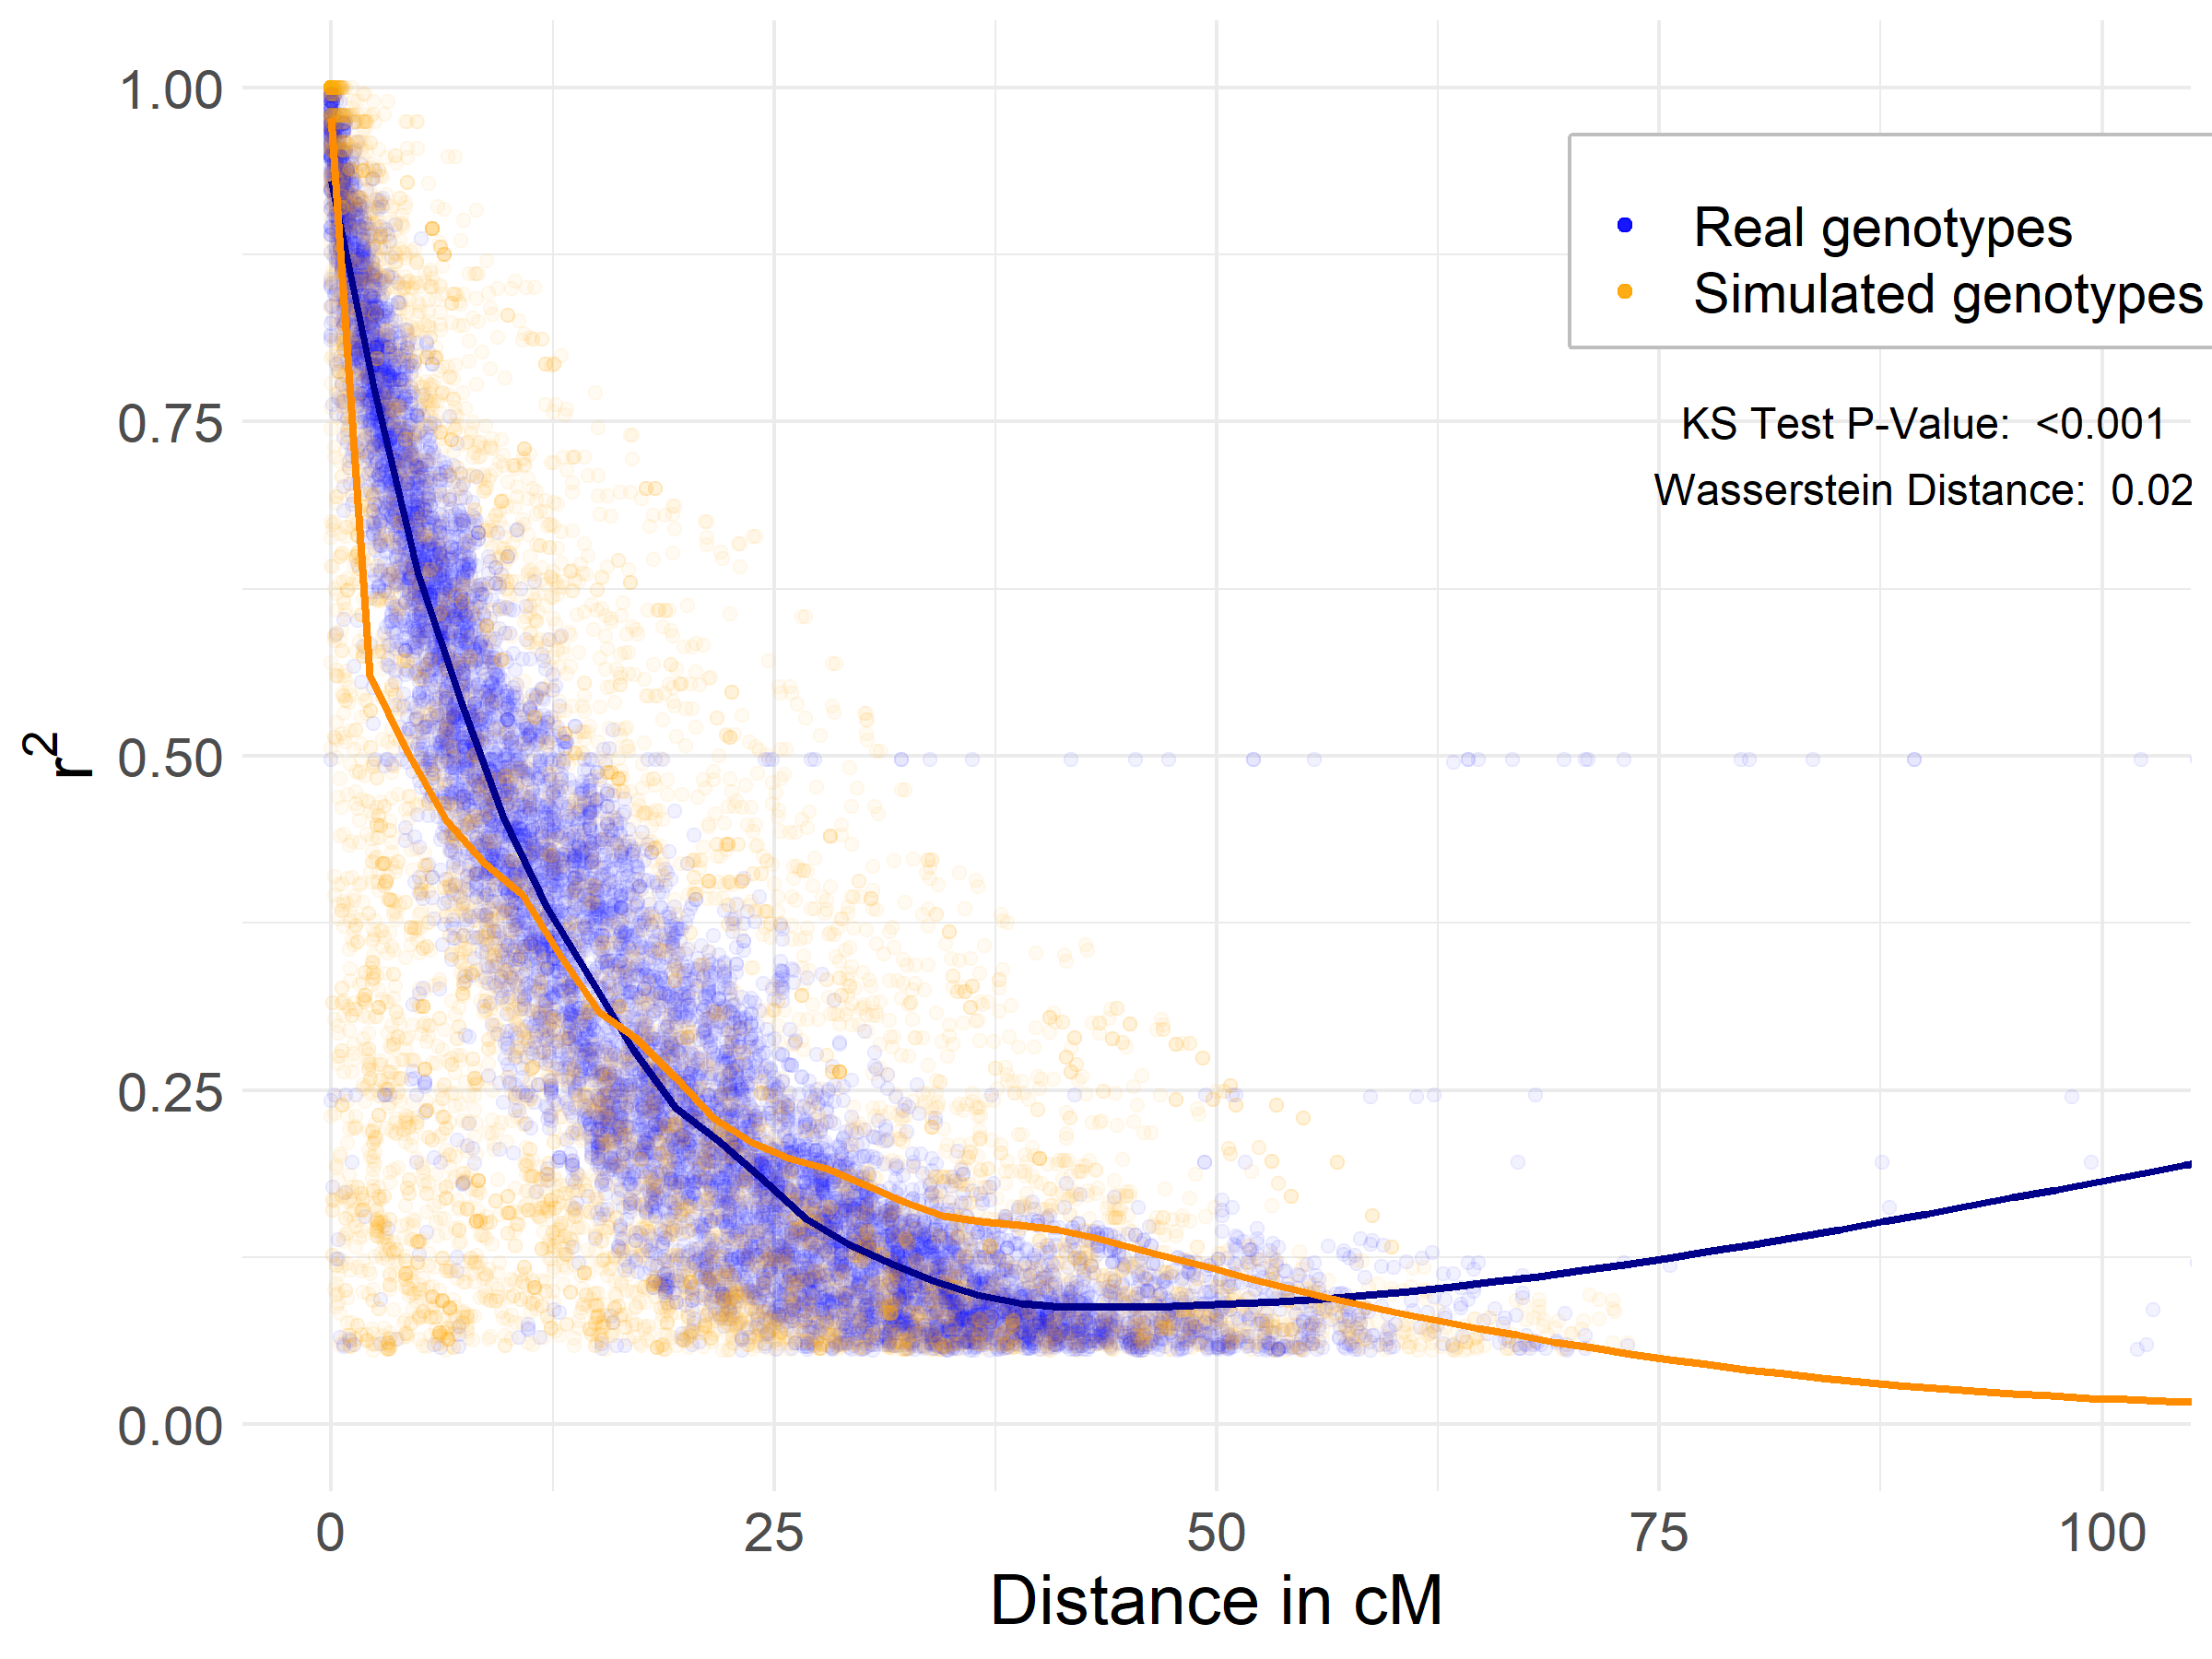 1.00
0.75
0.50
0.25
0.00
r²
Real genotypes
Simulated genotypes
KS Test P-Value: <0.001
Wasserstein Distance: 0.02
0 25 50 75 100
Distance in cM